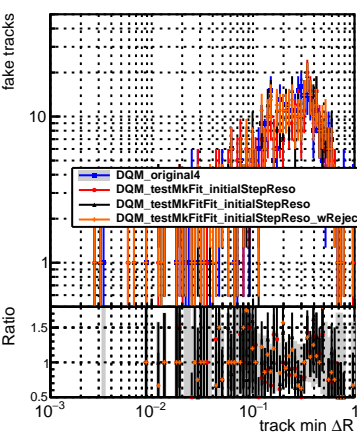 fake tracks
10
DQM_original4
DQM_testMkFit_initialStepReso
DQM_testMkFitFit_initialStepReso
DQM_testMkFitFit_initialStepReso_wRejec
1
Ratio
1.5
1
0.5
10⁻³ 10⁻² 10⁻¹ 1
track min ΔR